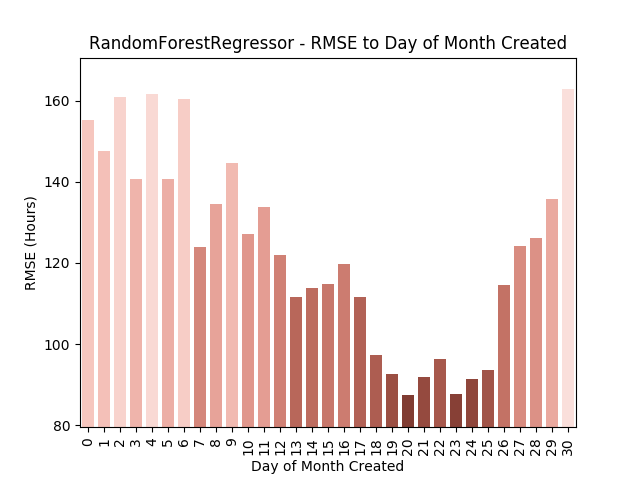 RandomForestRegressor - RMSE to Day of Month Created
RMSE (Hours)
160
140
120
100
80
0 1 2 3 4 5 6 7 8 9 10 11 12 13 14 15 16 17 18 19 20 21 22 23 24 25 26 27 28 29 30
Day of Month Created